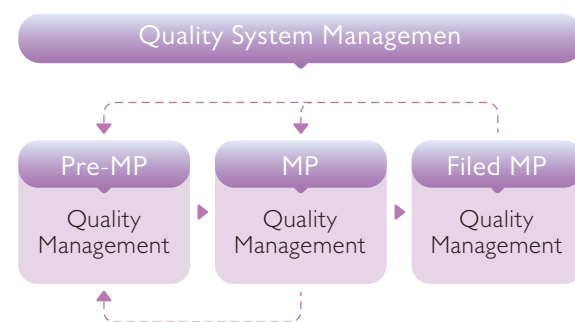 Quality System Managemen
Pre-MP
Quality
Management
MP
Quality
Management
Filed MP
Quality
Management